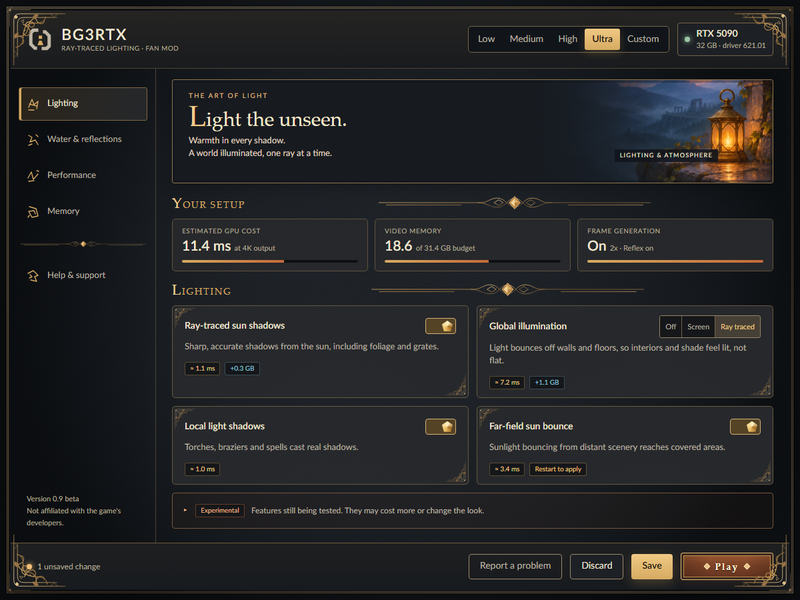 BG3RTX
RAY-TRACED LIGHTING · FAN MOD
Low Medium High Ultra Custom
RTX 5090
32 GB · driver 621.01
Lighting
Water & reflections
Performance
Memory
Help & support
Version 0.9 beta
Not affiliated with the game's
developers.
THE ART OF LIGHT
Light the unseen.
Warmth in every shadow.
A world illuminated, one ray at a time.
LIGHTING & ATMOSPHERE
YOUR SETUP
ESTIMATED GPU COST
11.4 ms at 4K output
VIDEO MEMORY
18.6 of 31.4 GB budget
FRAME GENERATION
On 2x · Reflex on
LIGHTING
Ray-traced sun shadows
Sharp, accurate shadows from the sun, including foliage and grates.
≈ 1.1 ms +0.3 GB
Global illumination
Off Screen Ray traced
Light bounces off walls and floors, so interiors and shade feel lit, not
flat.
≈ 7.2 ms +1.1 GB
Local light shadows
Torches, braziers and spells cast real shadows.
≈ 1.0 ms
Far-field sun bounce
Sunlight bouncing from distant scenery reaches covered areas.
≈ 3.4 ms Restart to apply
Experimental Features still being tested. They may cost more or change the look.
1 unsaved change
Report a problem Discard Save Play